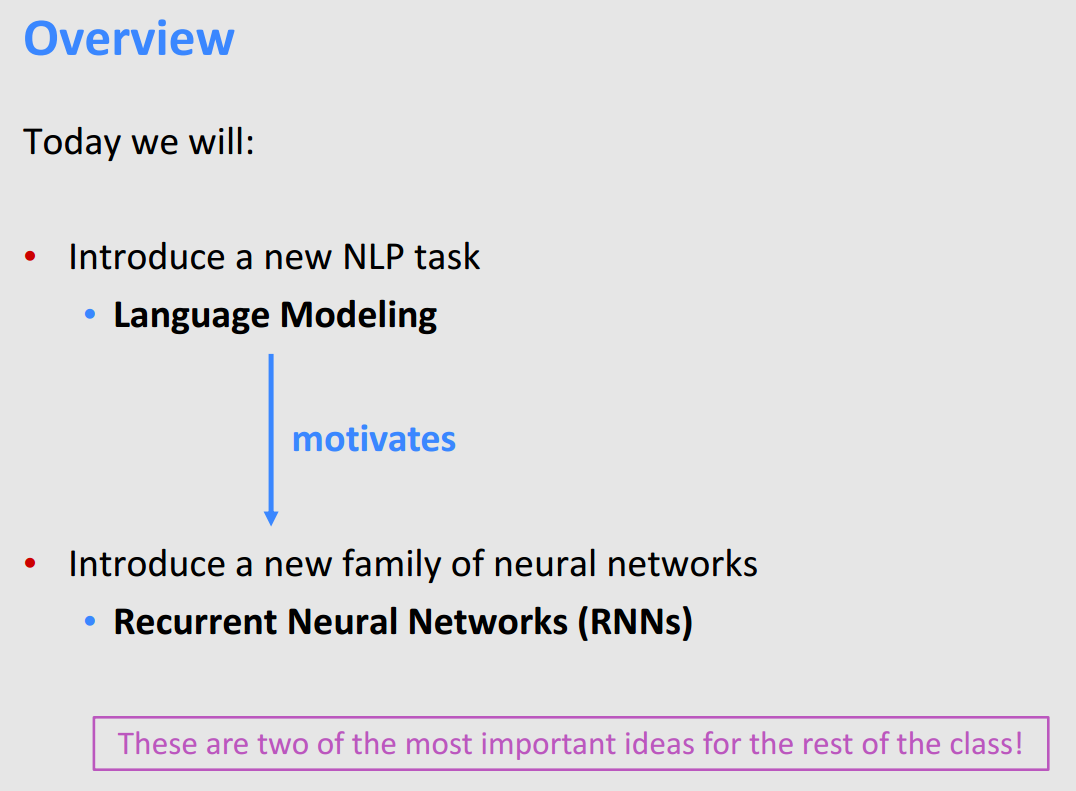 Overview
Today we will:
• Introduce a new NLP task
• Language Modeling
motivates
• Introduce a new family of neural networks
• Recurrent Neural Networks (RNNs)
These are two of the most important ideas for the rest of the class!